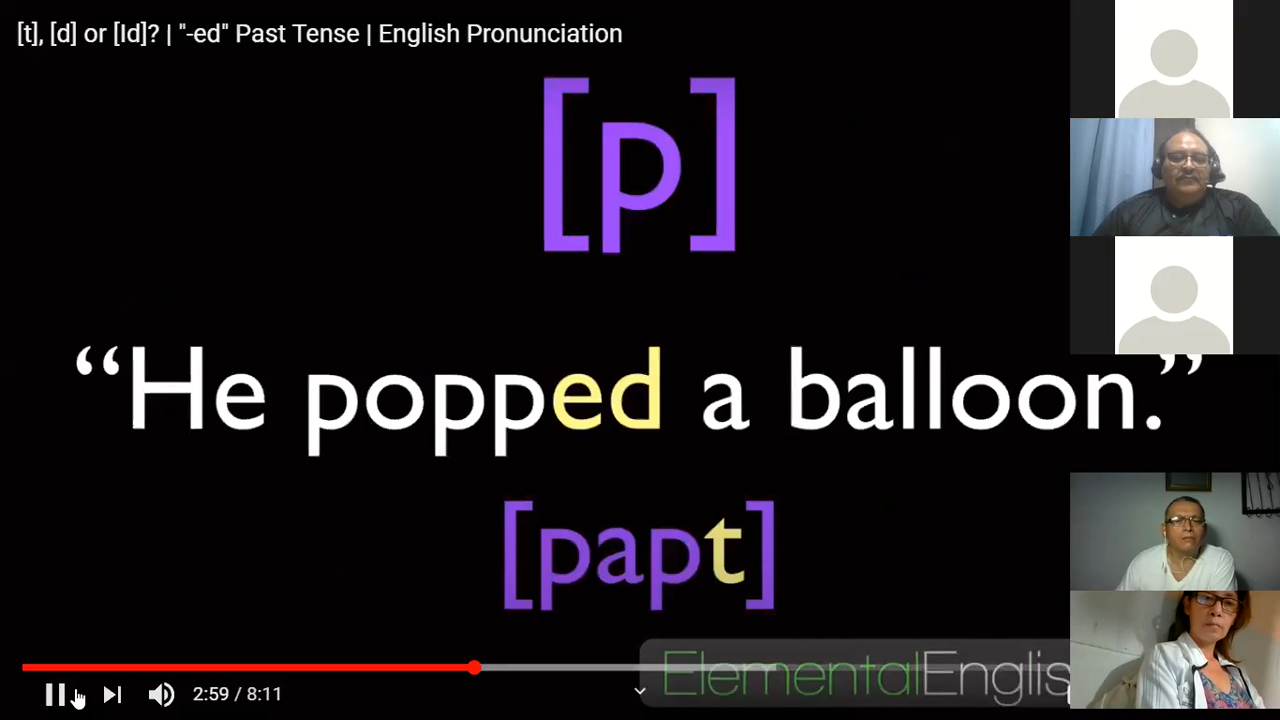 [t], [d] or [Id]? | "-ed" Past Tense | English Pronunciation
[p]
“He popped a balloon.”
[papt]
ElementalEnglis
2:59 / 8:11